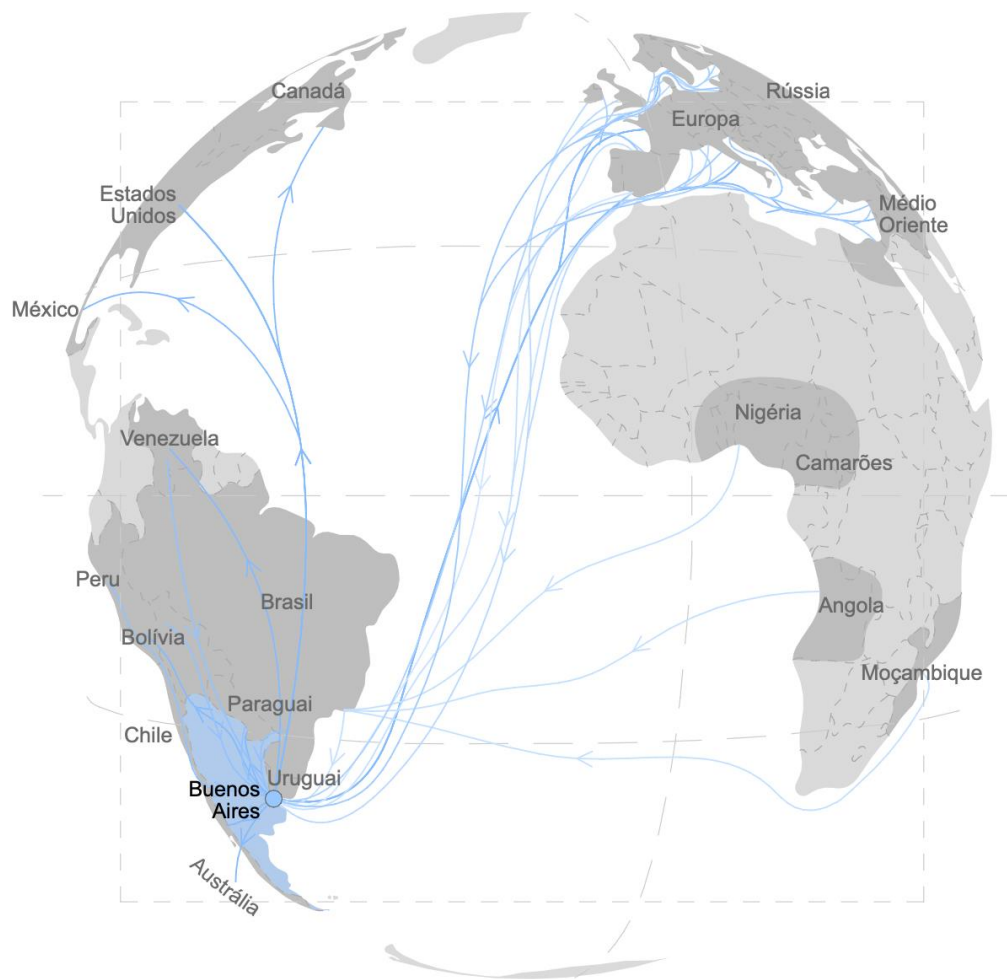 Canadá
Rússia
Europa
Estados
Unidos
Médio
Oriente
México
Nigéria
Venezuela
Camarões
Peru
Brasil
Angola
Bolívia
Moçambique
Paraguai
Chile
Uruguai
Buenos
Aires
Austrália